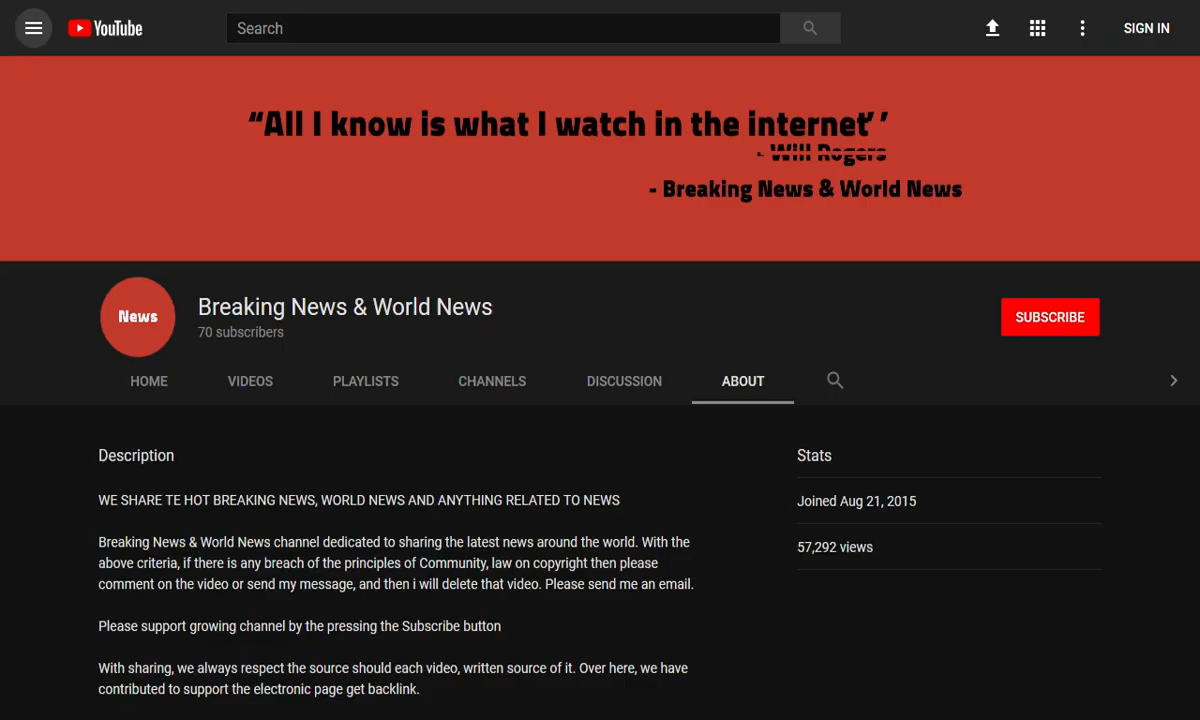 YouTube
Search
SIGN IN
“All I know is what I watch in the internet’’
- Will Rogers
- Breaking News & World News
News
Breaking News & World News
70 subscribers
SUBSCRIBE
HOME VIDEOS PLAYLISTS CHANNELS DISCUSSION ABOUT
Description
WE SHARE TE HOT BREAKING NEWS, WORLD NEWS AND ANYTHING RELATED TO NEWS
Breaking News & World News channel dedicated to sharing the latest news around the world. With the
above criteria, if there is any breach of the principles of Community, law on copyright then please
comment on the video or send my message, and then i will delete that video. Please send me an email.
Please support growing channel by the pressing the Subscribe button
With sharing, we always respect the source should each video, written source of it. Over here, we have
contributed to support the electronic page get backlink.
Stats
Joined Aug 21, 2015
57,292 views